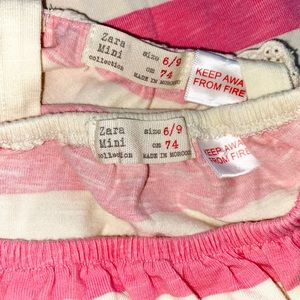 Zara
Mini
collection
size 6/9
cm 74
MADE IN MOROCCO
KEEP AWAY
FROM FIRE
Zara
Mini
collection
size 6/9
cm 74
MADE IN MOROCCO
KEEP AWAY
FROM FIRE